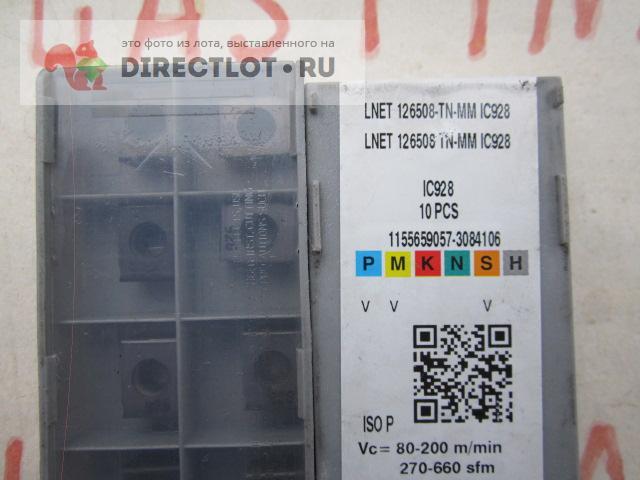 это фото из лота, выставленного на
DIRECTLOT.RU
LNET 126508-TN-MM IC928
LNET 126508 TN-MM IC928
IC928
10 PCS
1155659057-3084106
P M K N S H
V V V
ISO P
Vc= 80-200 m/min
270-660 sfm